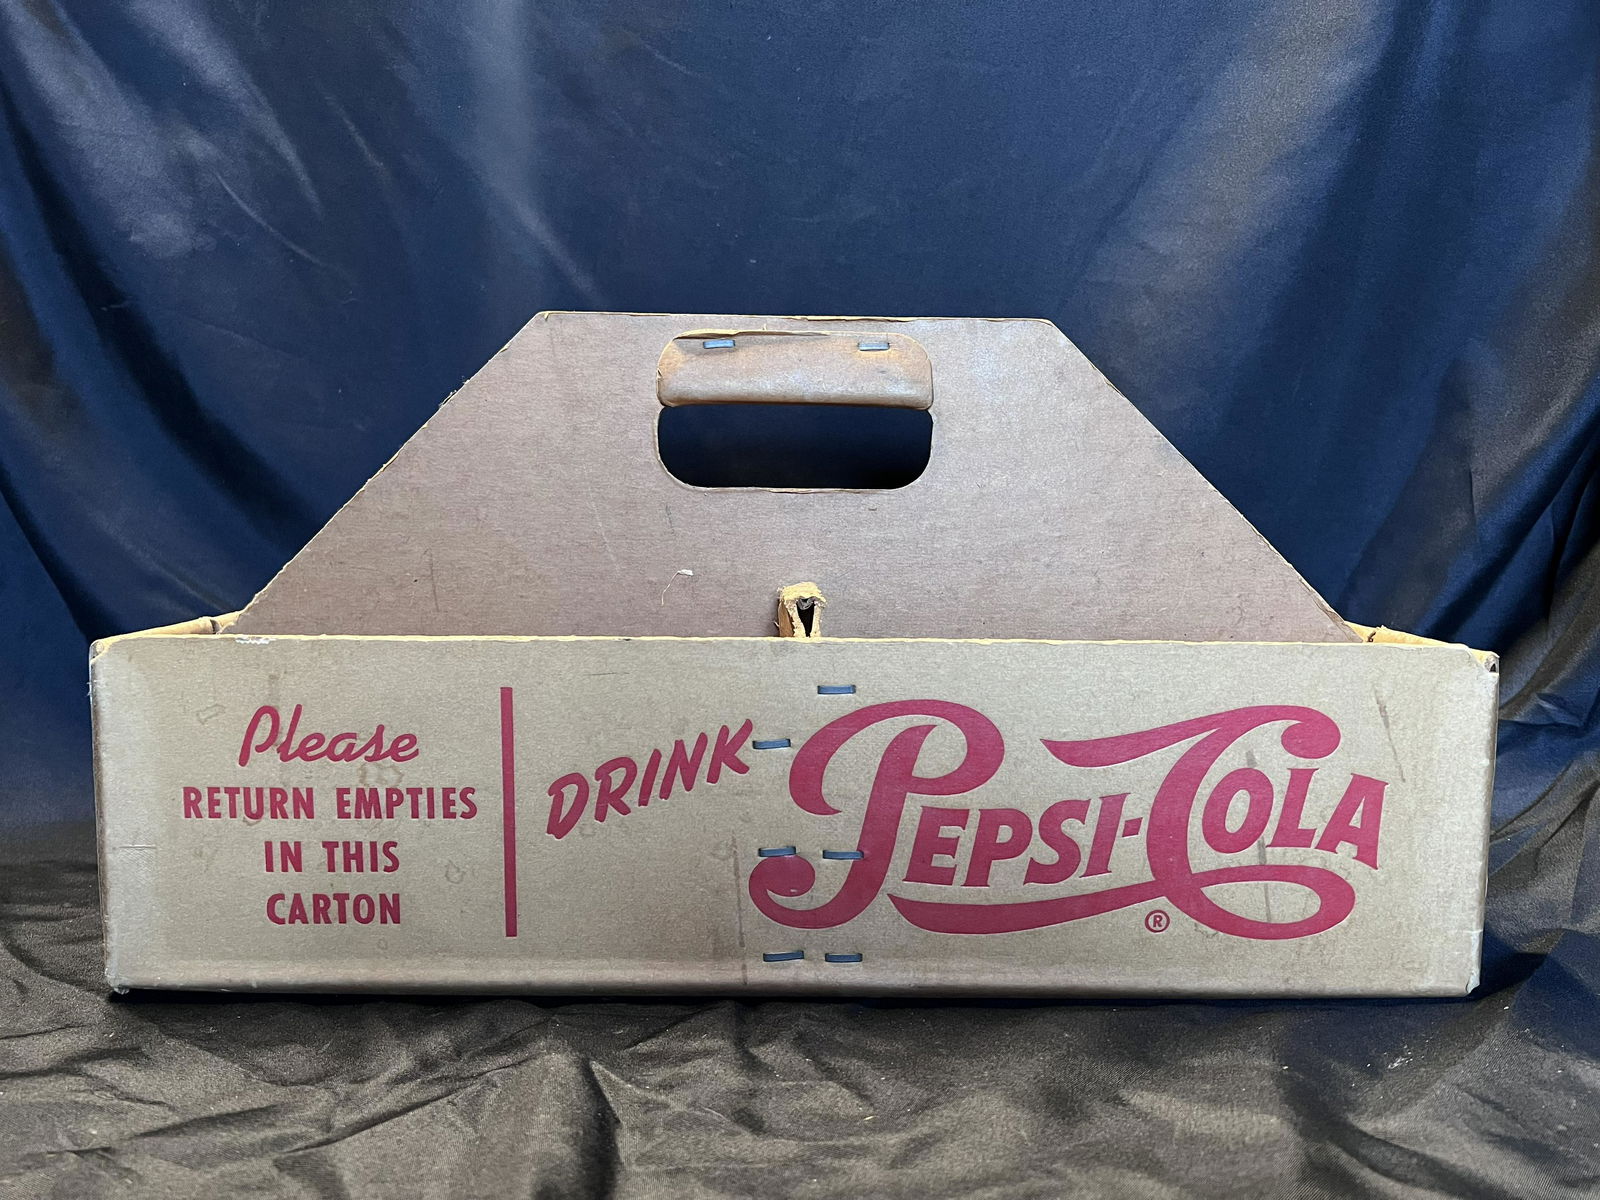 Please
RETURN EMPTIES
IN THIS
CARTON
DRINK PEPSI-COLA
®